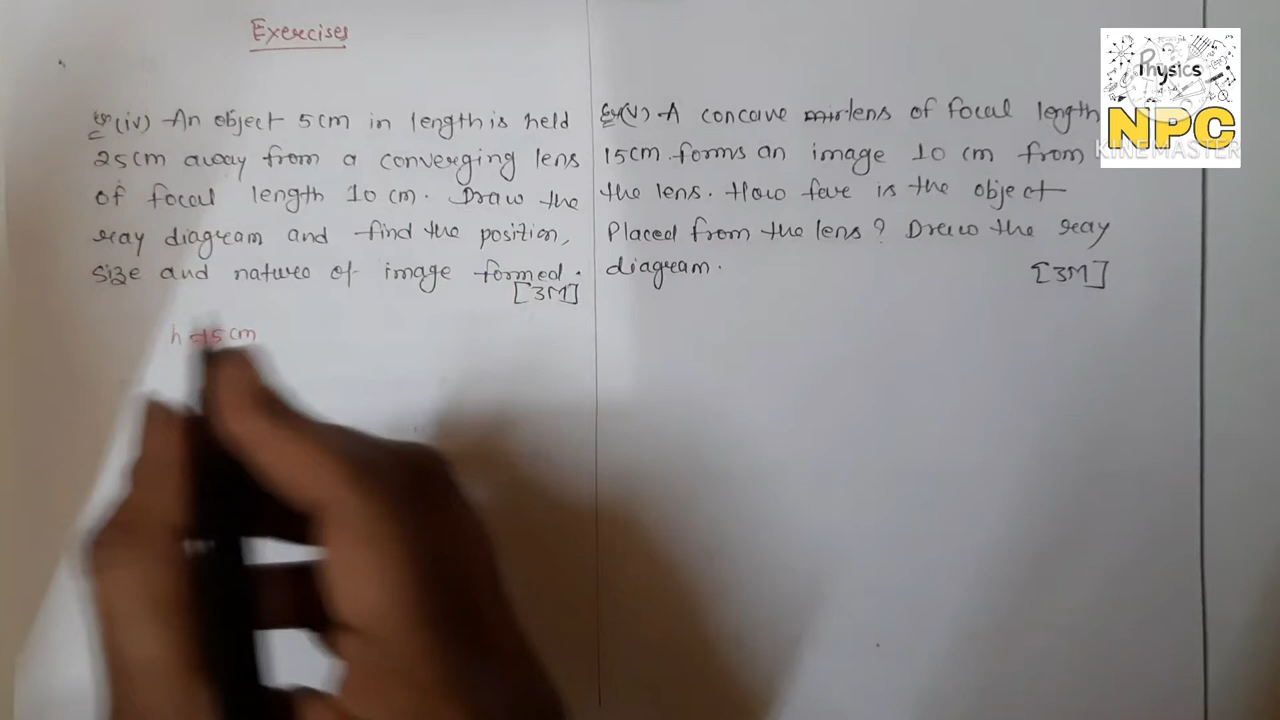 Exercises
Ex(iv) - An object 5cm in length is held
25cm away from a converging lens
of focal length 10 cm. Draw the
ray diagram and find the position,
size and nature of image formed.
[3M]
h = +5cm
Ex(v) - A concave lens of focal length
15cm forms an image 10 cm from
the lens. How far is the object
Placed from the lens? Draw the ray
diagram.
[3M]
Physics
NPC
KINEMASTER